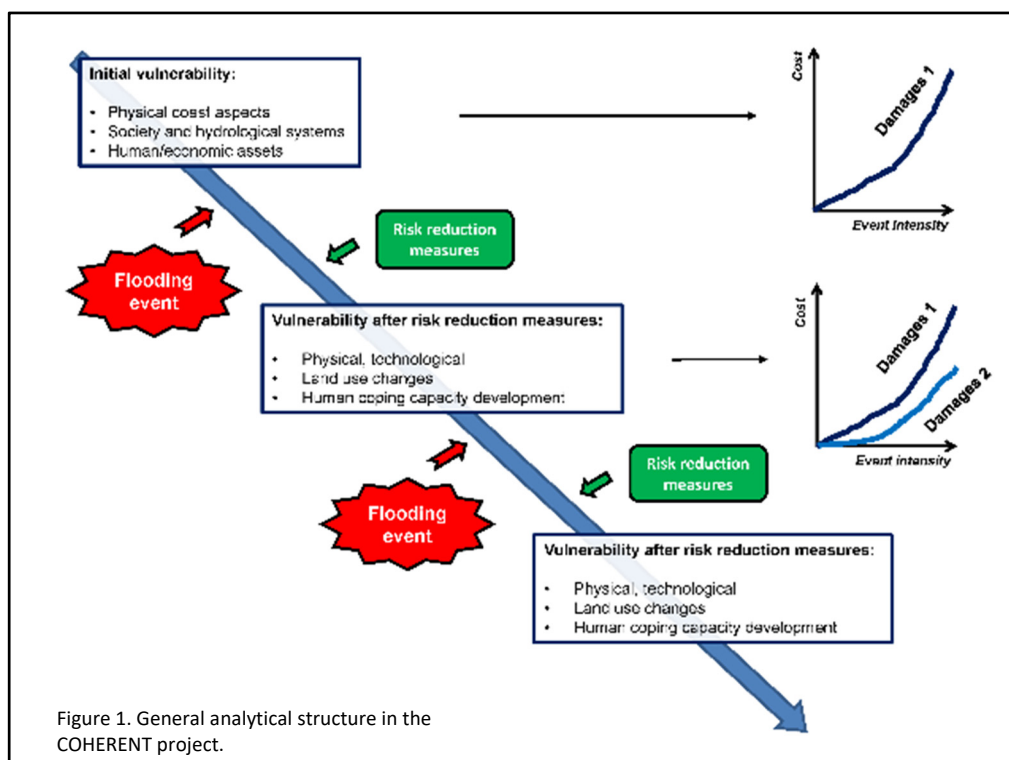 Initial vulnerability:
• Physical coast aspects
• Society and hydrological systems
• Human/economic assets
Cost
Damages 1
Event intensity
Flooding
event
Risk reduction
measures
Vulnerability after risk reduction measures:
• Physical, technological
• Land use changes
• Human coping capacity development
Cost
Damages 1
Damages 2
Event intensity
Flooding
event
Risk reduction
measures
Vulnerability after risk reduction measures:
• Physical, technological
• Land use changes
• Human coping capacity development
Figure 1. General analytical structure in the
COHERENT project.